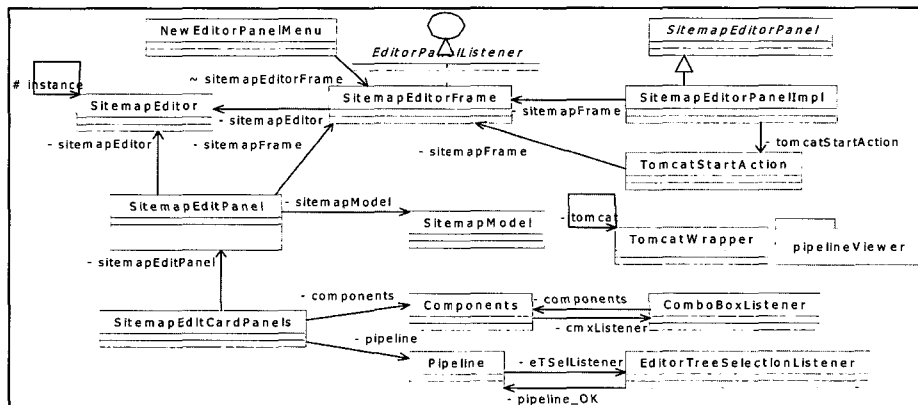 NewEditorPanelMenu
EditorPanelListener
SitemapEditorPanel
# instance
~ sitemapEditorFrame
SitemapEditor
SitemapEditorFrame
SitemapEditorPanelImpl
- sitemapEditor
- sitemapFrame
- sitemapEditor
- sitemapFrame
- sitemapFrame
- tomcatStartAction
TomcatStartAction
SitemapEditPanel
- sitemapModel
SitemapModel
- tomcat
TomcatWrapper
pipelineViewer
- sitemapEditPanel
- components
Components
- components
ComboBoxListener
SitemapEditCardPanels
- cmxListener
- pipeline
Pipeline
- eTSelListener
EditorTreeSelectionListener
- pipeline_OK